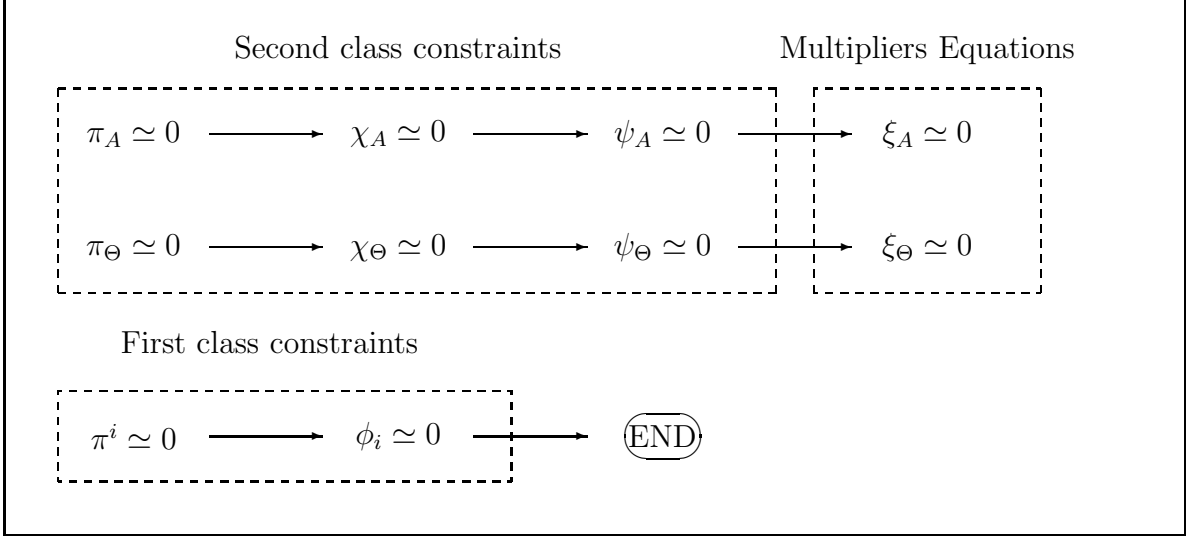 Second class constraints Multipliers Equations
π_A ≃ 0 χ_A ≃ 0 ψ_A ≃ 0 ξ_A ≃ 0
π_Θ ≃ 0 χ_Θ ≃ 0 ψ_Θ ≃ 0 ξ_Θ ≃ 0
First class constraints
π^i ≃ 0 ϕ_i ≃ 0 END